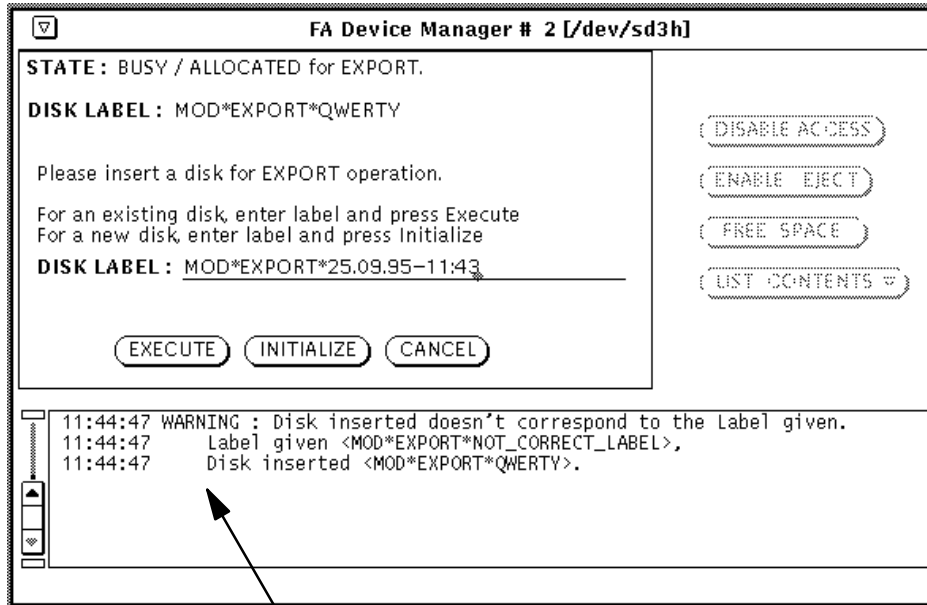 FA Device Manager # 2 [/dev/sd3h]
STATE : BUSY / ALLOCATED for EXPORT.
DISK LABEL : MOD*EXPORT*QWERTY
Please insert a disk for EXPORT operation.
For an existing disk, enter label and press Execute
For a new disk, enter label and press Initialize
DISK LABEL : MOD*EXPORT*25.09.95-11:43
EXECUTE INITIALIZE CANCEL
DISABLE ACCESS
ENABLE EJECT
FREE SPACE
LIST CONTENTS
11:44:47 WARNING : Disk inserted doesn't correspond to the Label given.
11:44:47 Label given <MOD*EXPORT*NOT_CORRECT_LABEL>,
11:44:47 Disk inserted <MOD*EXPORT*QWERTY>.